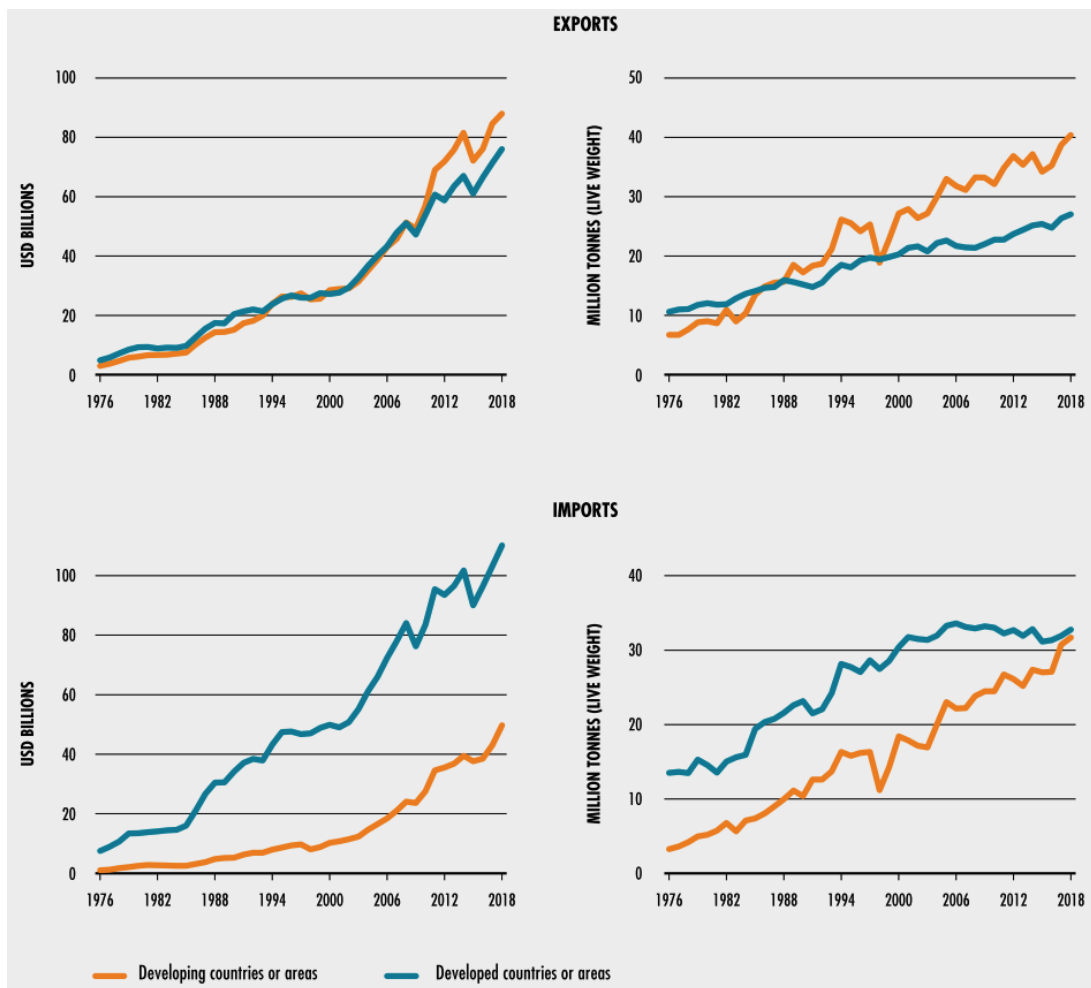 EXPORTS
USD BILLIONS
100
80
60
40
20
0
1976 1982 1988 1994 2000 2006 2012 2018
MILLION TONNES (LIVE WEIGHT)
50
40
30
20
10
0
1976 1982 1988 1994 2000 2006 2012 2018
IMPORTS
USD BILLIONS
100
80
60
40
20
0
1976 1982 1988 1994 2000 2006 2012 2018
MILLION TONNES (LIVE WEIGHT)
40
30
20
10
0
1976 1982 1988 1994 2000 2006 2012 2018
Developing countries or areas
Developed countries or areas